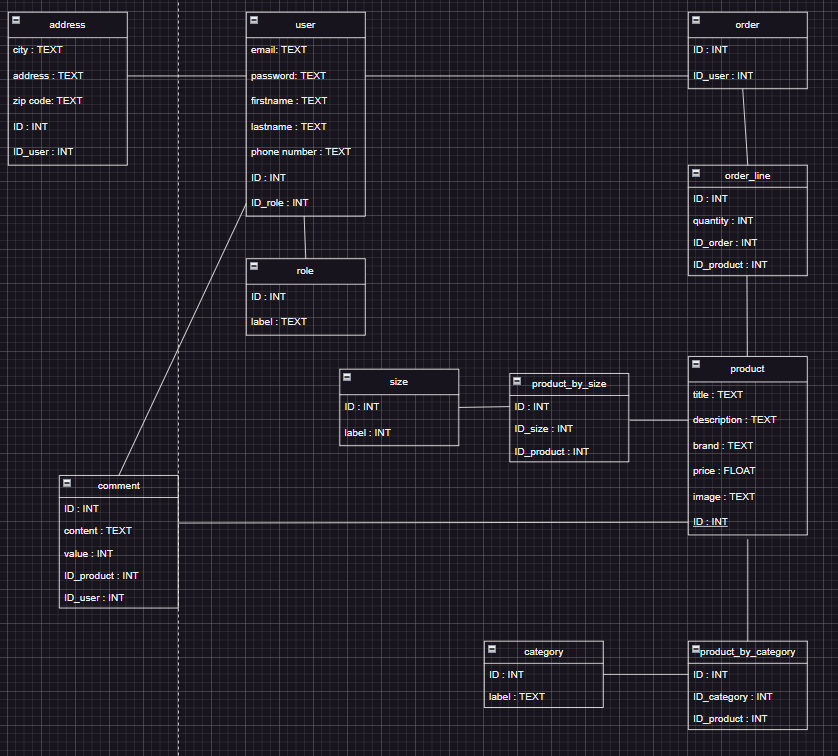 address
city : TEXT
address : TEXT
zip code: TEXT
ID : INT
ID_user : INT
user
email: TEXT
password: TEXT
firstname : TEXT
lastname : TEXT
phone number : TEXT
ID : INT
ID_role : INT
order
ID : INT
ID_user : INT
order_line
ID : INT
quantity : INT
ID_order : INT
ID_product : INT
role
ID : INT
label : TEXT
size
ID : INT
label : INT
product_by_size
ID : INT
ID_size : INT
ID_product : INT
product
title : TEXT
description : TEXT
brand : TEXT
price : FLOAT
image : TEXT
ID : INT
comment
ID : INT
content : TEXT
value : INT
ID_product : INT
ID_user : INT
category
ID : INT
label : TEXT
product_by_category
ID : INT
ID_category : INT
ID_product : INT